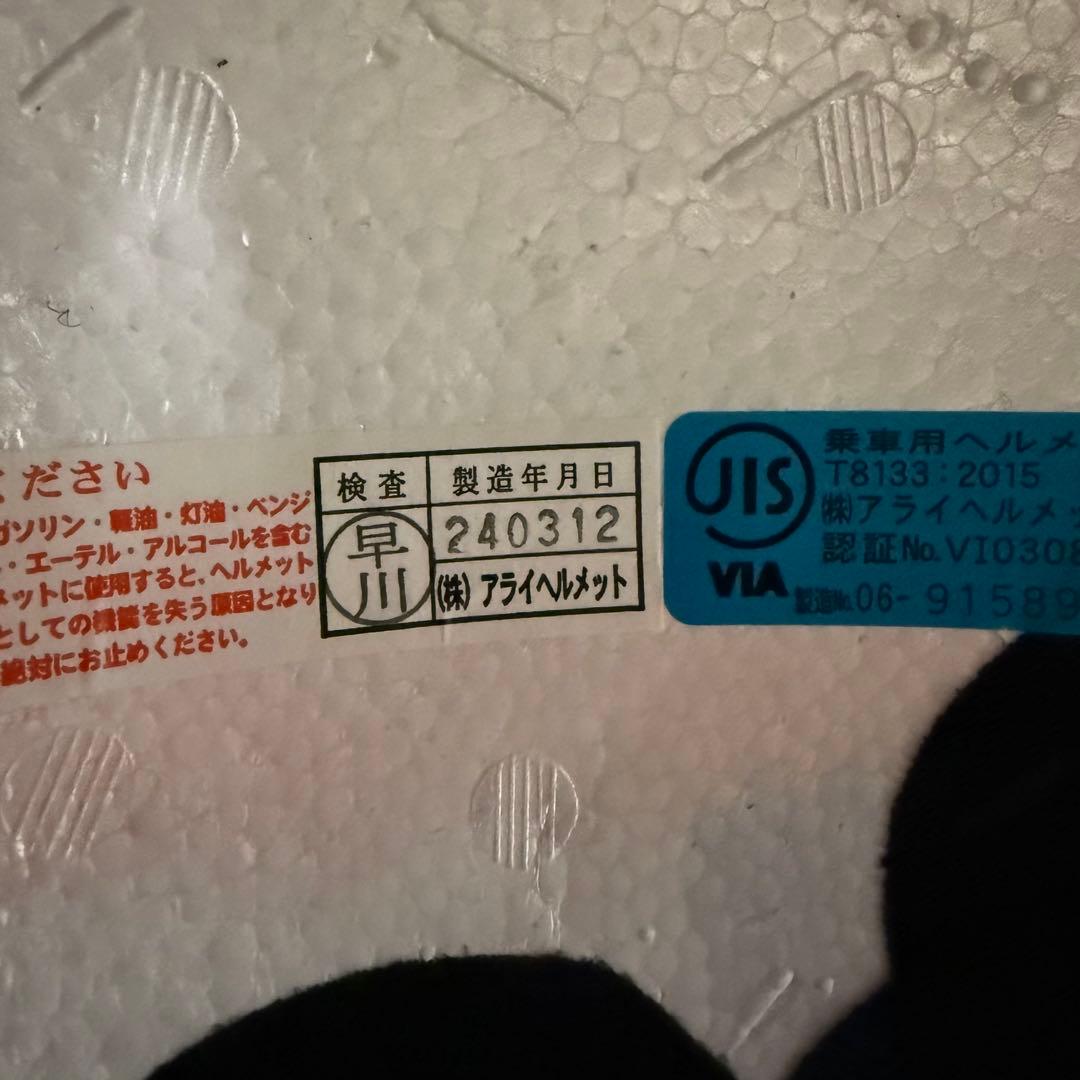 ください
ガソリン・軽油・灯油・ベンジ
・エーテル・アルコールを含む
メットに使用すると、ヘルメット
としての機能を失う原因となり
絶対にお止めください。
検査
製造年月日
早川
240312
(株) アライヘルメット
JIS
VIA
乗車用ヘルメ
T8133:2015
㈱アライヘルメッ
認証No.VI0308
製造No.06-91589